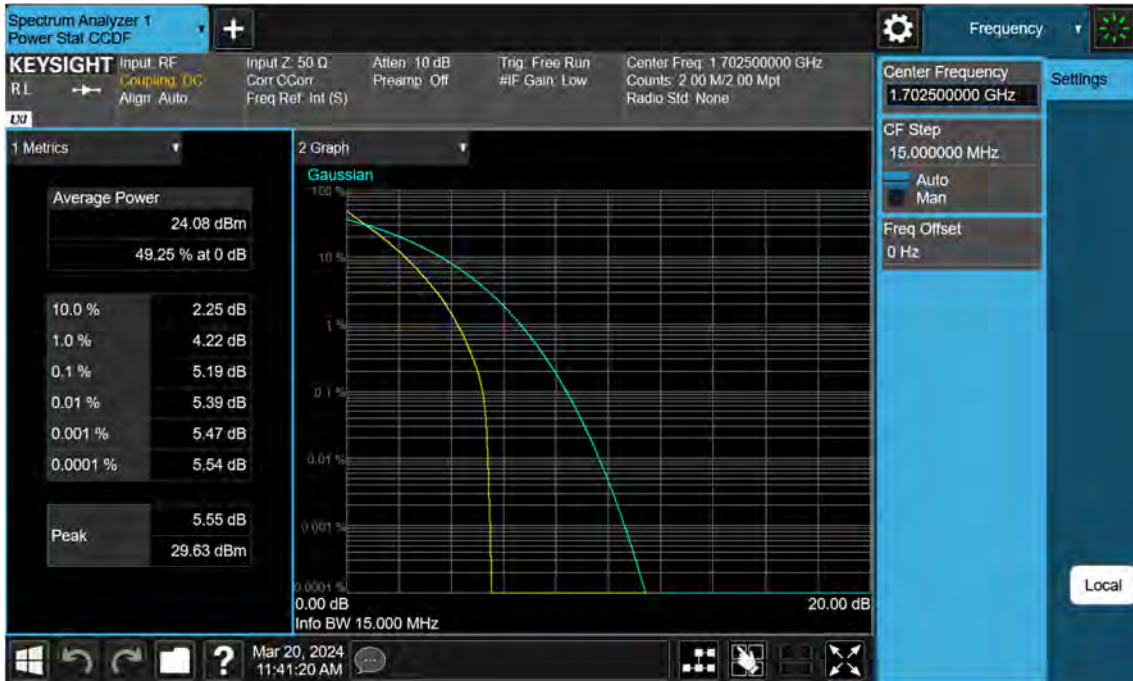 Spectrum Analyzer 1
Power Stat CCDF
+
Frequency
KEYSIGHT
Input: RF
Input Z: 50 Ω
Atten: 10 dB
Trig: Free Run
Center Freq: 1.702500000 GHz
RL
Coupling: DC
Corr CCorr
Preamp: Off
#IF Gain: Low
Counts: 2.00 M/2.00 Mpt
Align: Auto
Freq Ref: Int (S)
Radio Std: None
LXI
Center Frequency
1.702500000 GHz
Settings
CF Step
15.000000 MHz
Auto
Man
Freq Offset
0 Hz
1 Metrics
Average Power
24.08 dBm
49.25 % at 0 dB
10.0 % 2.25 dB
1.0 % 4.22 dB
0.1 % 5.19 dB
0.01 % 5.39 dB
0.001 % 5.47 dB
0.0001 % 5.54 dB
Peak
5.55 dB
29.63 dBm
2 Graph
Gaussian
100 %
10 %
1 %
0.1 %
0.01 %
0.001 %
0.0001 %
0.00 dB 20.00 dB
Info BW 15.000 MHz
Local
?
Mar 20, 2024
11:41:20 AM